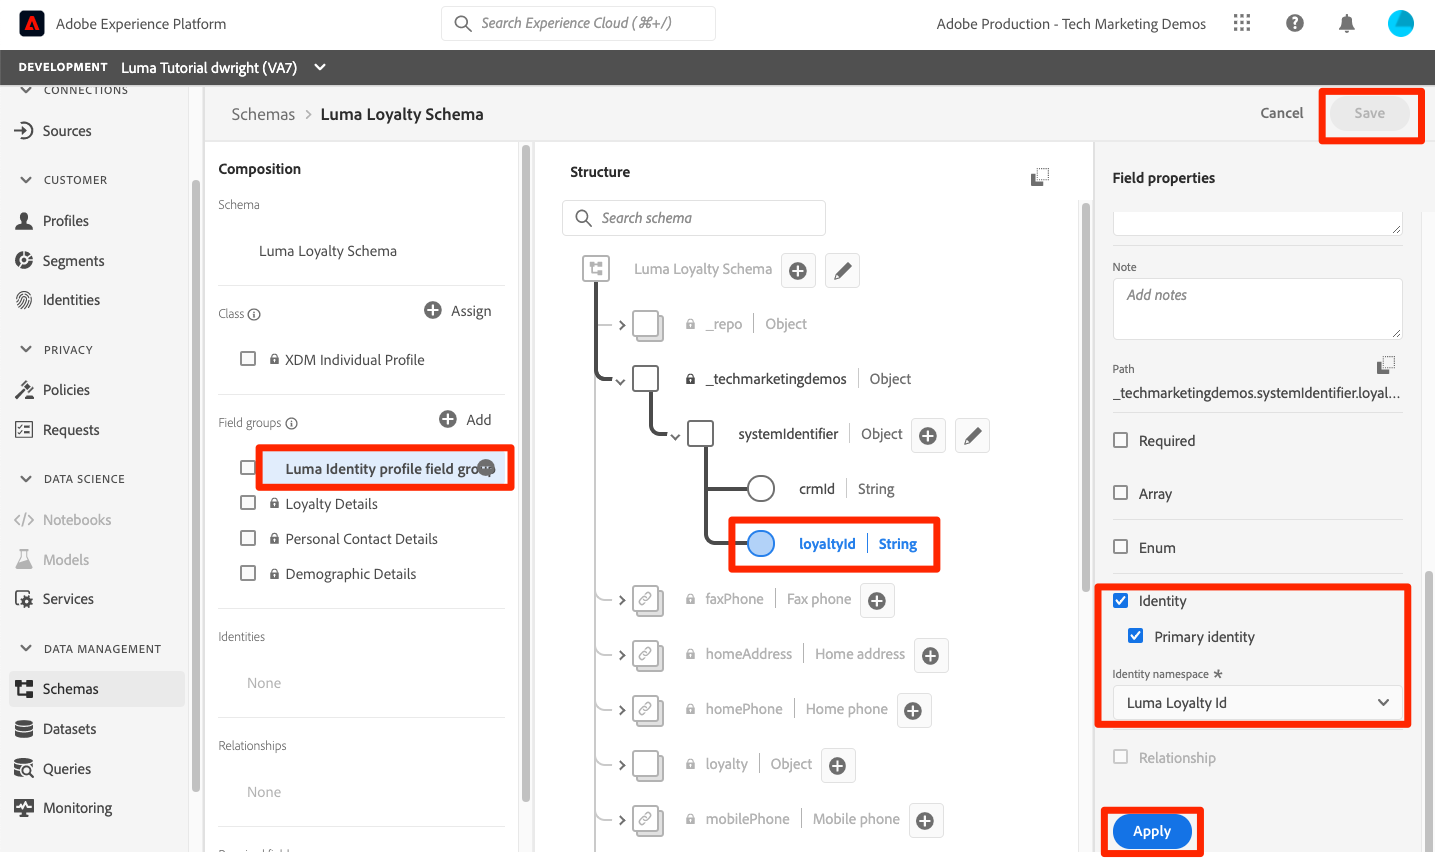 Adobe Experience Platform
Search Experience Cloud (⌘+/)
Adobe Production - Tech Marketing Demos
DEVELOPMENT Luma Tutorial dwright (VA7)
CONNECTIONS
Sources
CUSTOMER
Profiles
Segments
Identities
PRIVACY
Policies
Requests
DATA SCIENCE
Notebooks
Models
Services
DATA MANAGEMENT
Schemas
Datasets
Queries
Monitoring
Schemas > Luma Loyalty Schema
Cancel
Save
Composition
Schema
Luma Loyalty Schema
Class
Assign
XDM Individual Profile
Field groups
Add
Luma Identity profile field group
Loyalty Details
Personal Contact Details
Demographic Details
Identities
None
Relationships
None
Structure
Search schema
Luma Loyalty Schema
_repo | Object
_techmarketingdemos | Object
systemIdentifier | Object
crmId | String
loyaltyId | String
faxPhone | Fax phone
homeAddress | Home address
homePhone | Home phone
loyalty | Object
mobilePhone | Mobile phone
Field properties
Note
Add notes
Path
_techmarketingdemos.systemIdentifier.loyal...
Required
Array
Enum
Identity
Primary identity
Identity namespace *
Luma Loyalty Id
Relationship
Apply